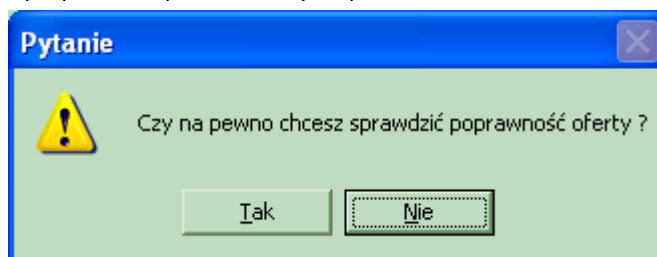 Pytanie
Czy na pewno chcesz sprawdzić poprawność oferty ?
Tak
Nie